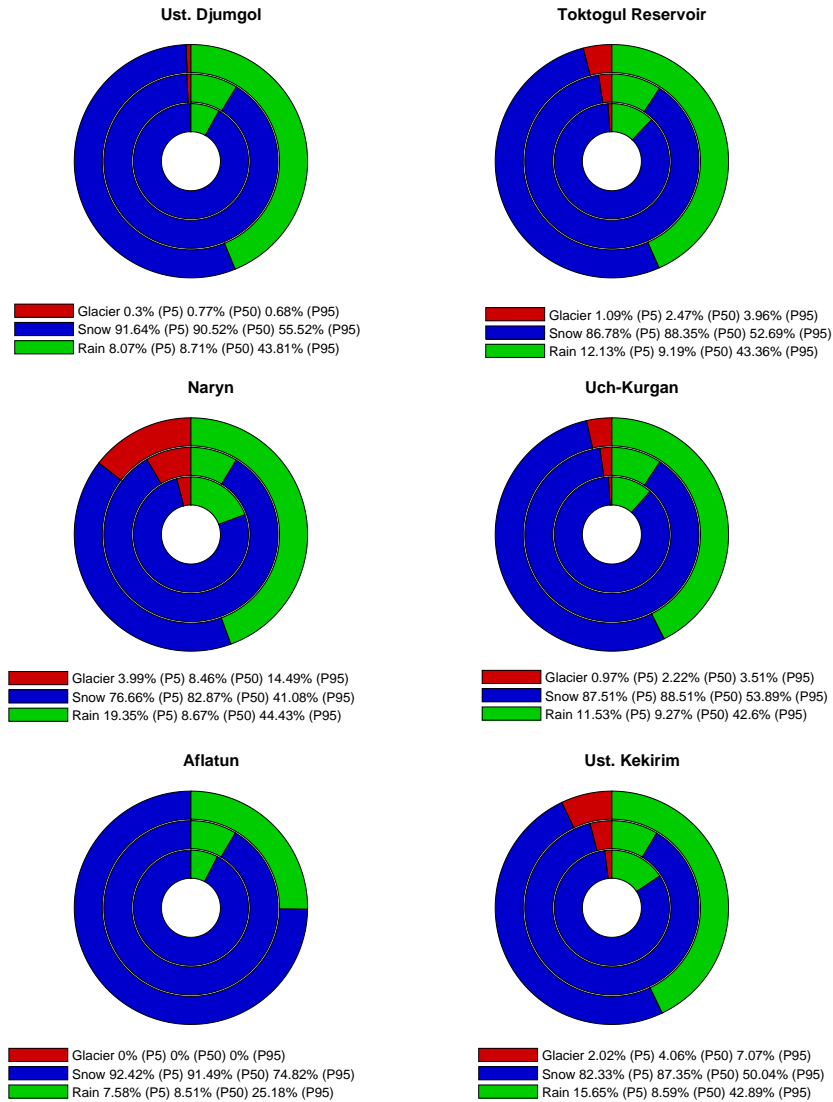 Ust. Djumgol
Glacier 0.3% (P5) 0.77% (P50) 0.68% (P95)
Snow 91.64% (P5) 90.52% (P50) 55.52% (P95)
Rain 8.07% (P5) 8.71% (P50) 43.81% (P95)
Toktogul Reservoir
Glacier 1.09% (P5) 2.47% (P50) 3.96% (P95)
Snow 86.78% (P5) 88.35% (P50) 52.69% (P95)
Rain 12.13% (P5) 9.19% (P50) 43.36% (P95)
Naryn
Glacier 3.99% (P5) 8.46% (P50) 14.49% (P95)
Snow 76.66% (P5) 82.87% (P50) 41.08% (P95)
Rain 19.35% (P5) 8.67% (P50) 44.43% (P95)
Uch-Kurgan
Glacier 0.97% (P5) 2.22% (P50) 3.51% (P95)
Snow 87.51% (P5) 88.51% (P50) 53.89% (P95)
Rain 11.53% (P5) 9.27% (P50) 42.6% (P95)
Aflatun
Glacier 0% (P5) 0% (P50) 0% (P95)
Snow 92.42% (P5) 91.49% (P50) 74.82% (P95)
Rain 7.58% (P5) 8.51% (P50) 25.18% (P95)
Ust. Kekirim
Glacier 2.02% (P5) 4.06% (P50) 7.07% (P95)
Snow 82.33% (P5) 87.35% (P50) 50.04% (P95)
Rain 15.65% (P5) 8.59% (P50) 42.89% (P95)